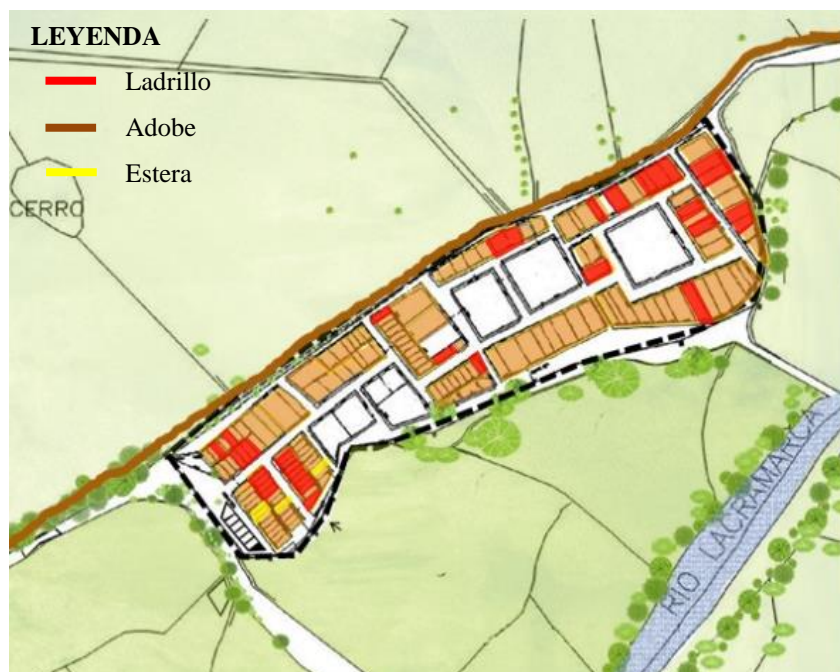 LEYENDA
Ladrillo
Adobe
Estera
CERRO
RIO LACRAMARCA